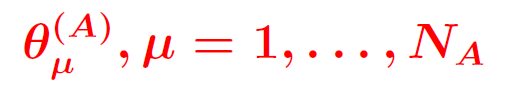 θ_μ^{(A)}, μ = 1, . . . , N_A